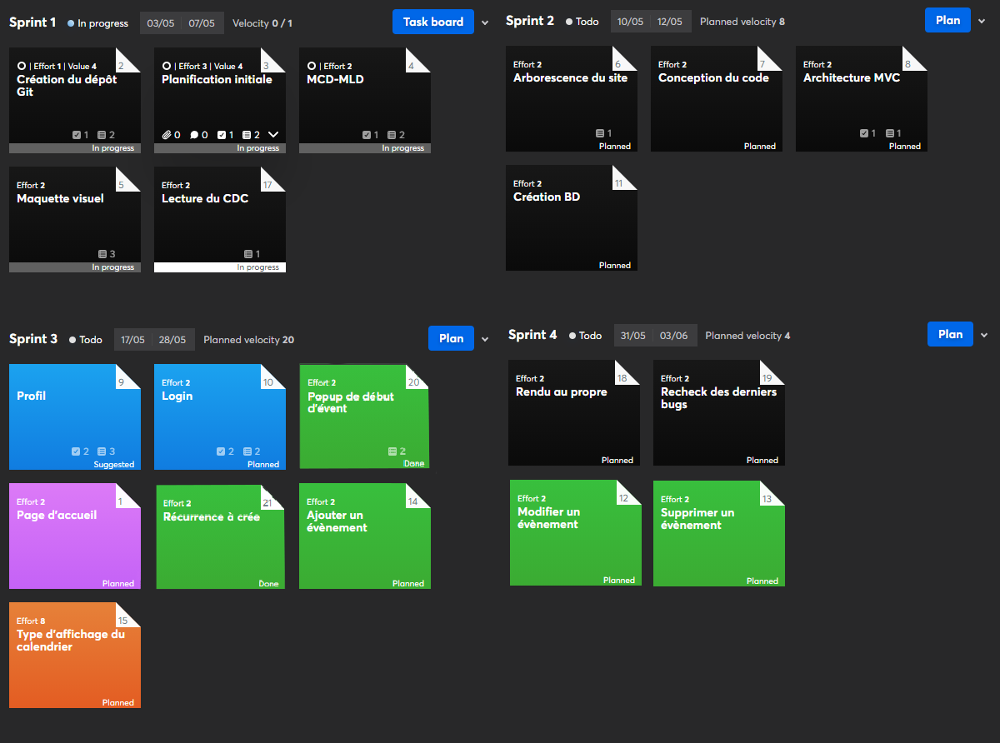 Sprint 1 In progress 03/05 07/05 Velocity 0 / 1 Task board
| Effort 1 | Value 4 2
Création du dépôt
Git
1 2
In progress
| Effort 3 | Value 4 3
Planification initiale
0 0 1 2
In progress
| Effort 2 4
MCD-MLD
1 2
In progress
Effort 2 5
Maquette visuel
3
In progress
Effort 2 17
Lecture du CDC
1
In progress
Sprint 2 Todo 10/05 12/05 Planned velocity 8 Plan
Effort 2 6
Arborescence du site
1
Planned
Effort 2 7
Conception du code
Planned
Effort 2 8
Architecture MVC
1 1
Planned
Effort 2 11
Création BD
Planned
Sprint 3 Todo 17/05 28/05 Planned velocity 20 Plan
9
Profil
2 3
Suggested
Effort 2 10
Login
2 2
Planned
Effort 2 20
Popup de début
d'évent
2
Done
Effort 2 1
Page d'accueil
Planned
Effort 2 21
Récurrence à crée
Done
Effort 2 14
Ajouter un
évènement
Planned
Effort 8 15
Type d'affichage du
calendrier
Planned
Sprint 4 Todo 31/05 03/06 Planned velocity 4 Plan
Effort 2 18
Rendu au propre
Planned
Effort 2 19
Recheck des derniers
bugs
Planned
Effort 2 12
Modifier un
évènement
Planned
Effort 2 13
Supprimer un
évènement
Planned